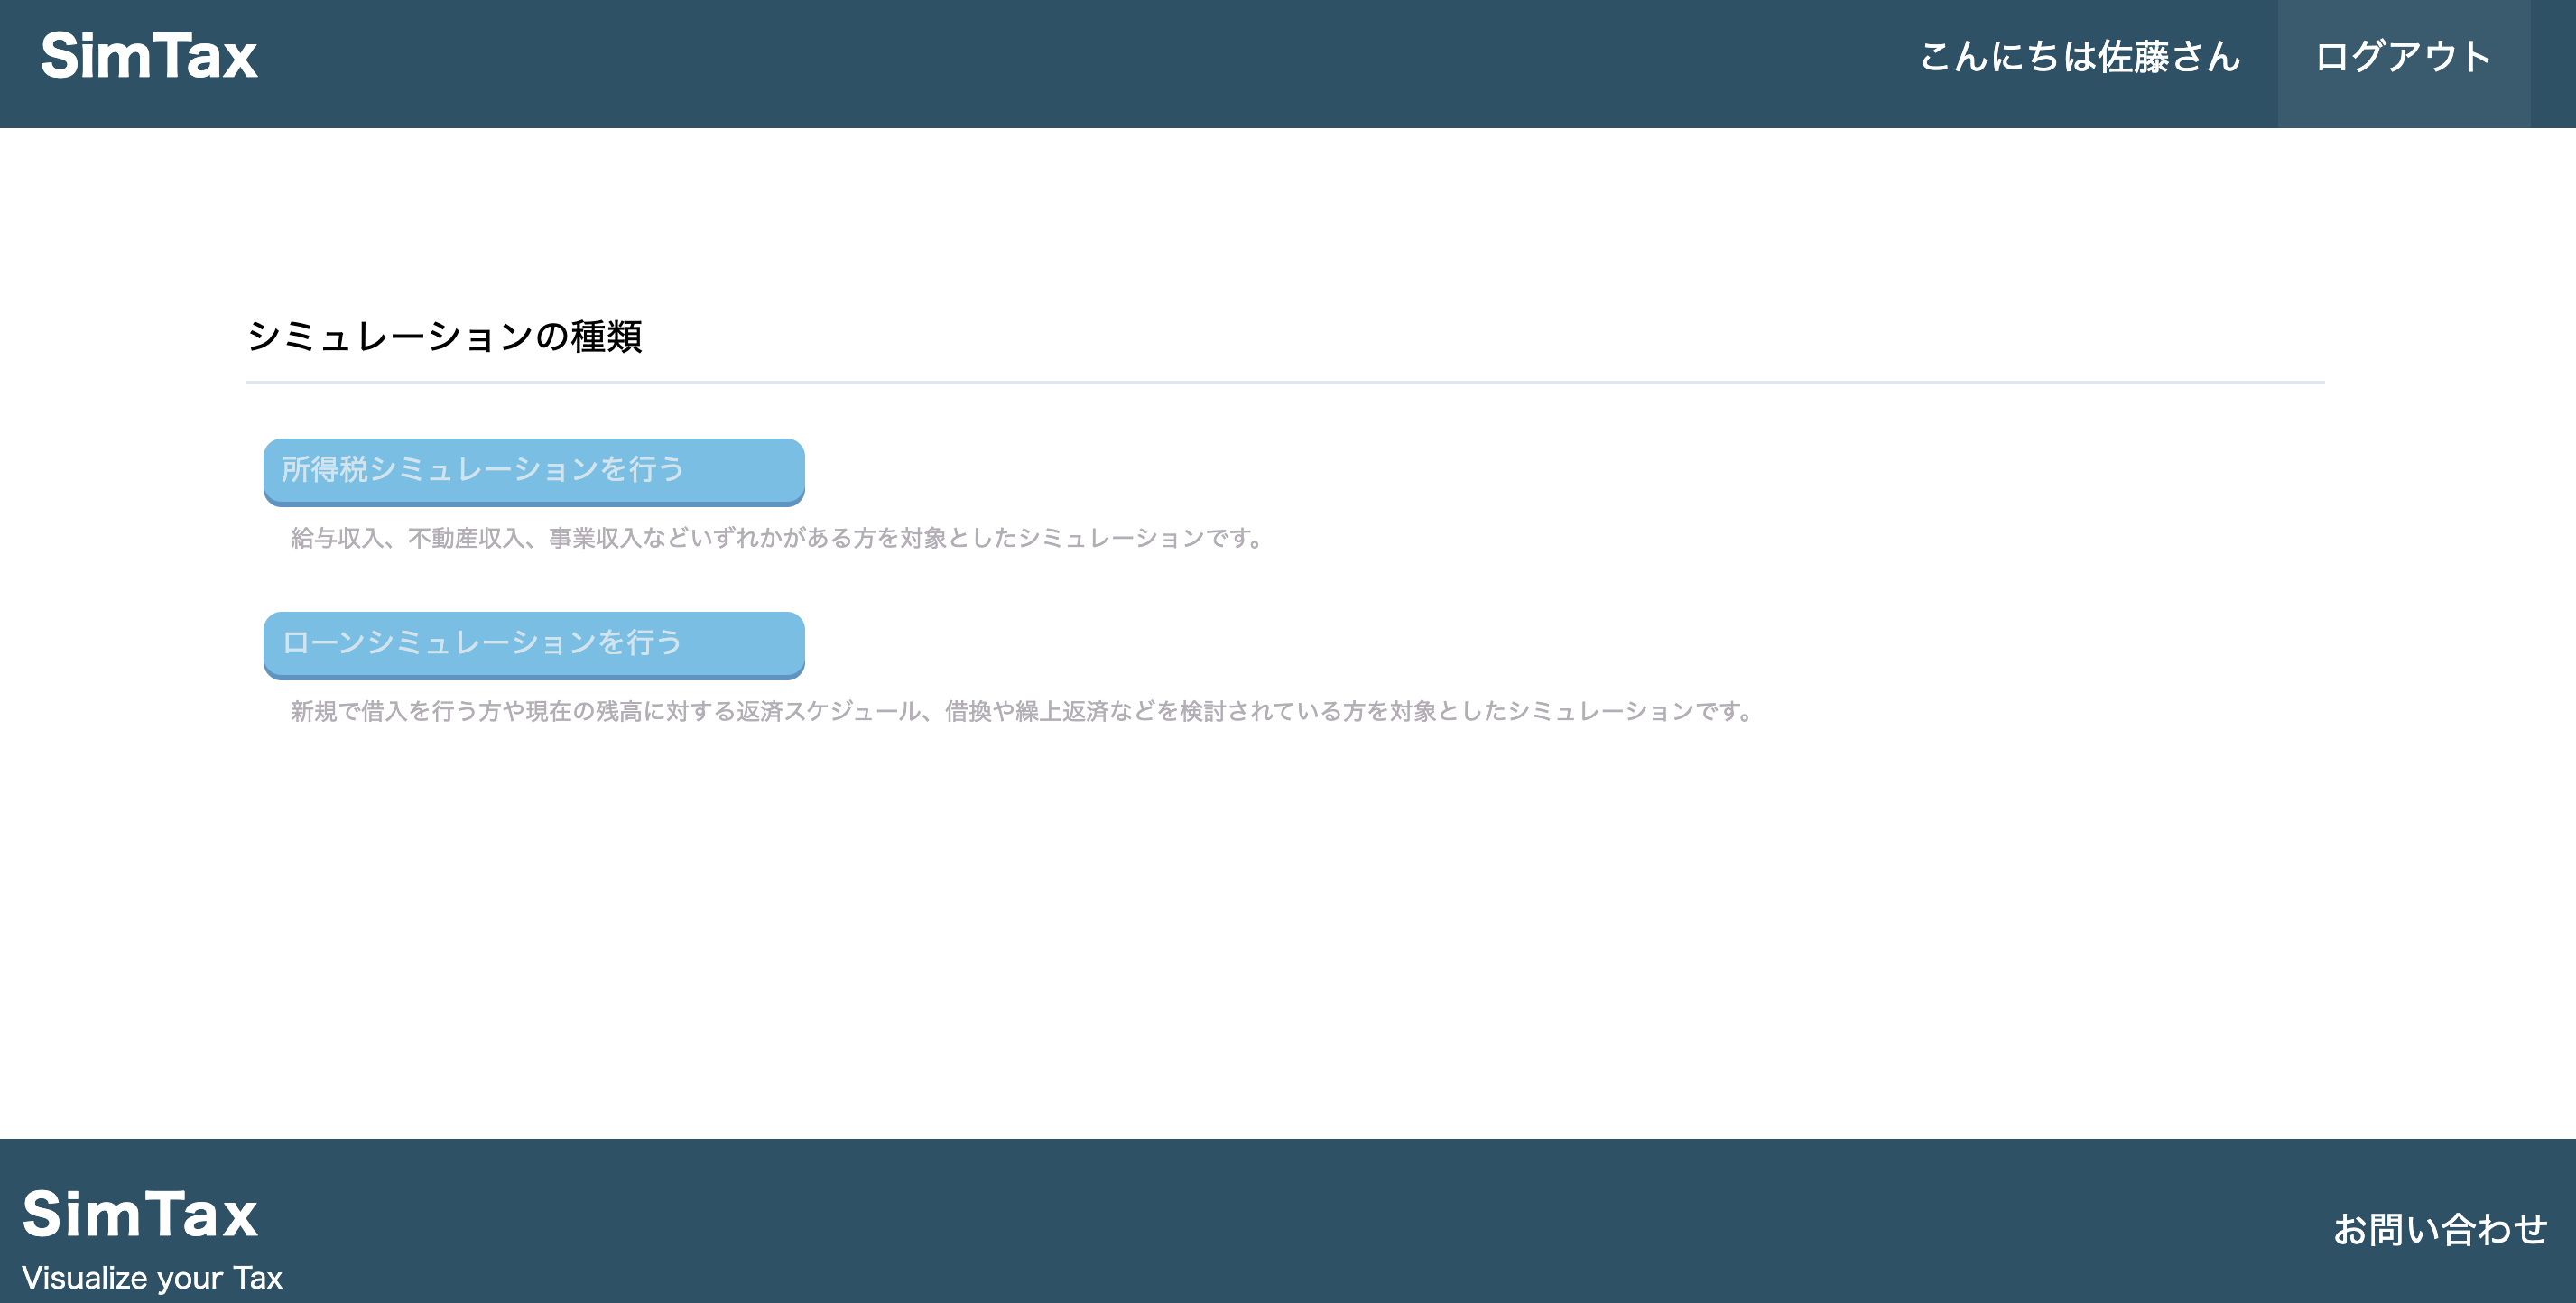 SimTax
こんにちは佐藤さん
ログアウト
シミュレーションの種類
所得税シミュレーションを行う
給与収入、不動産収入、事業収入などいずれかがある方を対象としたシミュレーションです。
ローンシミュレーションを行う
新規で借入を行う方や現在の残高に対する返済スケジュール、借換や繰上返済などを検討されている方を対象としたシミュレーションです。
SimTax
Visualize your Tax
お問い合わせ